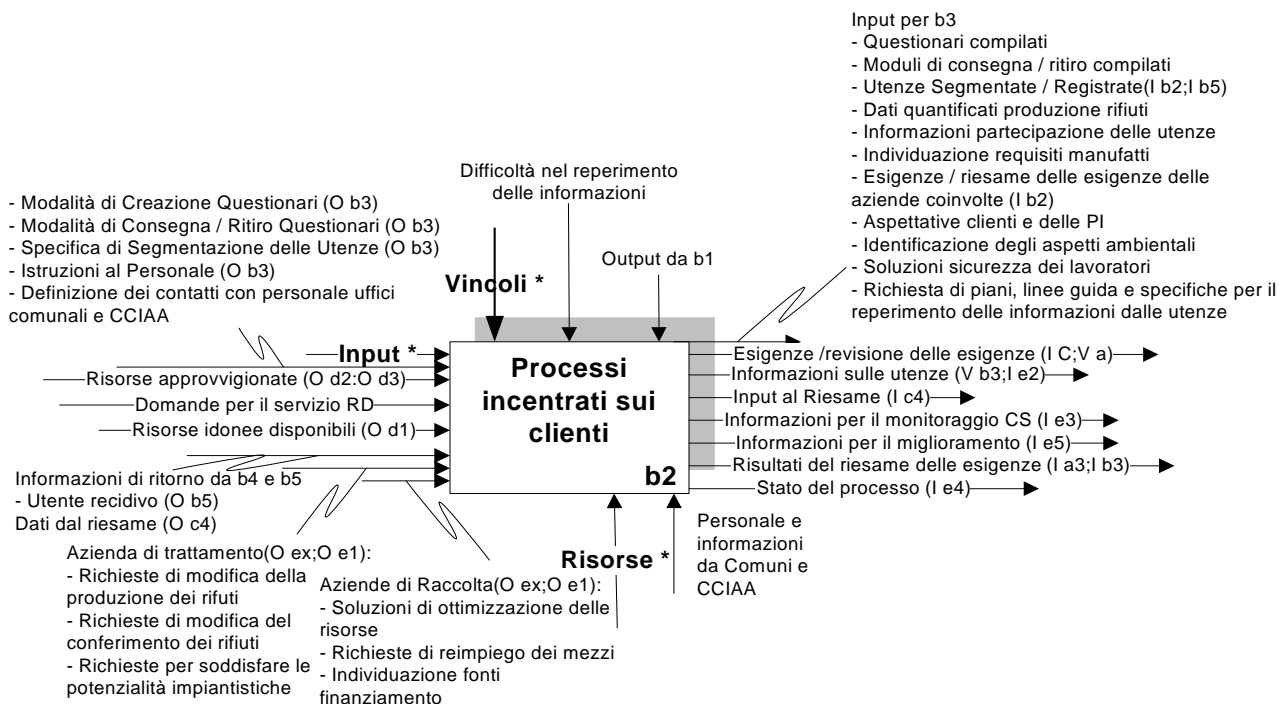 Input per b3
- Questionari compilati
- Moduli di consegna / ritiro compilati
- Utenze Segmentate / Registrate(I b2;I b5)
- Dati quantificati produzione rifiuti
- Informazioni partecipazione delle utenze
- Individuazione requisiti manufatti
- Esigenze / riesame delle esigenze delle
aziende coinvolte (I b2)
- Aspettative clienti e delle PI
- Identificazione degli aspetti ambientali
- Soluzioni sicurezza dei lavoratori
- Richiesta di piani, linee guida e specifiche per il
reperimento delle informazioni dalle utenze
Difficoltà nel reperimento
delle informazioni
- Modalità di Creazione Questionari (O b3)
- Modalità di Consegna / Ritiro Questionari (O b3)
- Specifica di Segmentazione delle Utenze (O b3)
- Istruzioni al Personale (O b3)
- Definizione dei contatti con personale uffici
comunali e CCIAA
Output da b1
Vincoli *
Input *
Risorse approvvigionate (O d2:O d3)
Domande per il servizio RD
Risorse idonee disponibili (O d1)
Processi
incentrati sui
clienti
b2
Esigenze /revisione delle esigenze (I C;V a)
Informazioni sulle utenze (V b3;I e2)
Input al Riesame (I c4)
Informazioni per il monitoraggio CS (I e3)
Informazioni per il miglioramento (I e5)
Risultati del riesame delle esigenze (I a3;I b3)
Stato del processo (I e4)
Informazioni di ritorno da b4 e b5
- Utente recidivo (O b5)
Dati dal riesame (O c4)
Azienda di trattamento(O ex;O e1):
- Richieste di modifica della
produzione dei rifuti
- Richieste di modifica del
conferimento dei rifiuti
- Richieste per soddisfare le
potenzialità impiantistiche
Aziende di Raccolta(O ex;O e1):
- Soluzioni di ottimizzazione delle
risorse
- Richieste di reimpiego dei mezzi
- Individuazione fonti
finanziamento
Risorse *
Personale e
informazioni
da Comuni e
CCIAA